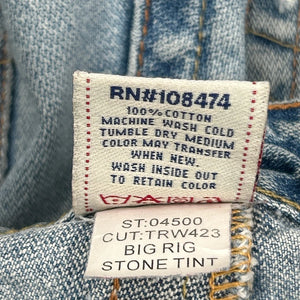 RN#108474
100% COTTON
MACHINE WASH COLD
TUMBLE DRY MEDIUM
COLOR MAY TRANSFER
WHEN NEW.
WASH INSIDE OUT
TO RETAIN COLOR
ST:04500
CUT:TRW423
BIG RIG
STONE TINT